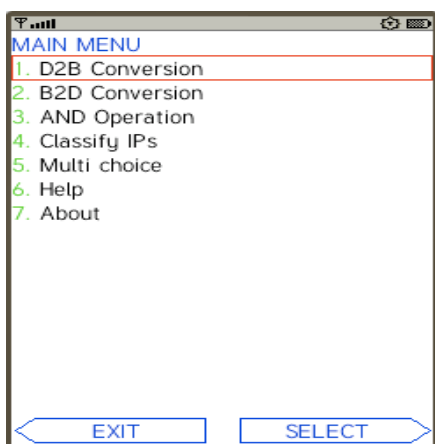 MAIN MENU
1. D2B Conversion
2. B2D Conversion
3. AND Operation
4. Classify IPs
5. Multi choice
6. Help
7. About
EXIT SELECT